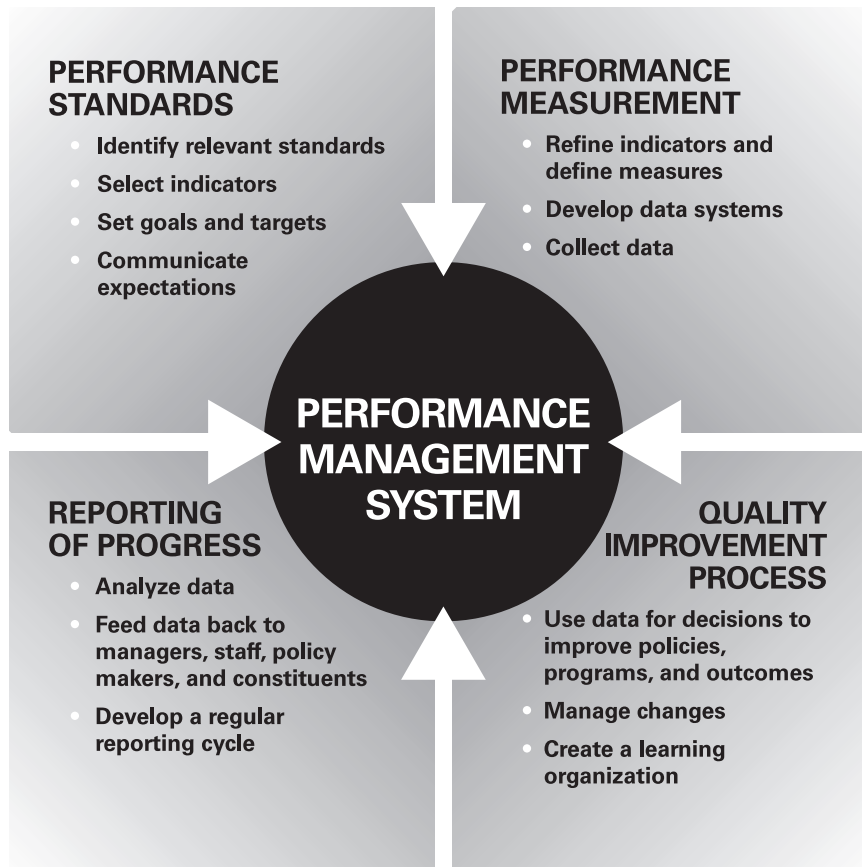 PERFORMANCE
STANDARDS
• Identify relevant standards
• Select indicators
• Set goals and targets
• Communicate
expectations
PERFORMANCE
MEASUREMENT
• Refine indicators and
define measures
• Develop data systems
• Collect data
PERFORMANCE
MANAGEMENT
SYSTEM
REPORTING
OF PROGRESS
• Analyze data
• Feed data back to
managers, staff, policy
makers, and constituents
• Develop a regular
reporting cycle
QUALITY
IMPROVEMENT
PROCESS
• Use data for decisions to
improve policies,
programs, and outcomes
• Manage changes
• Create a learning
organization